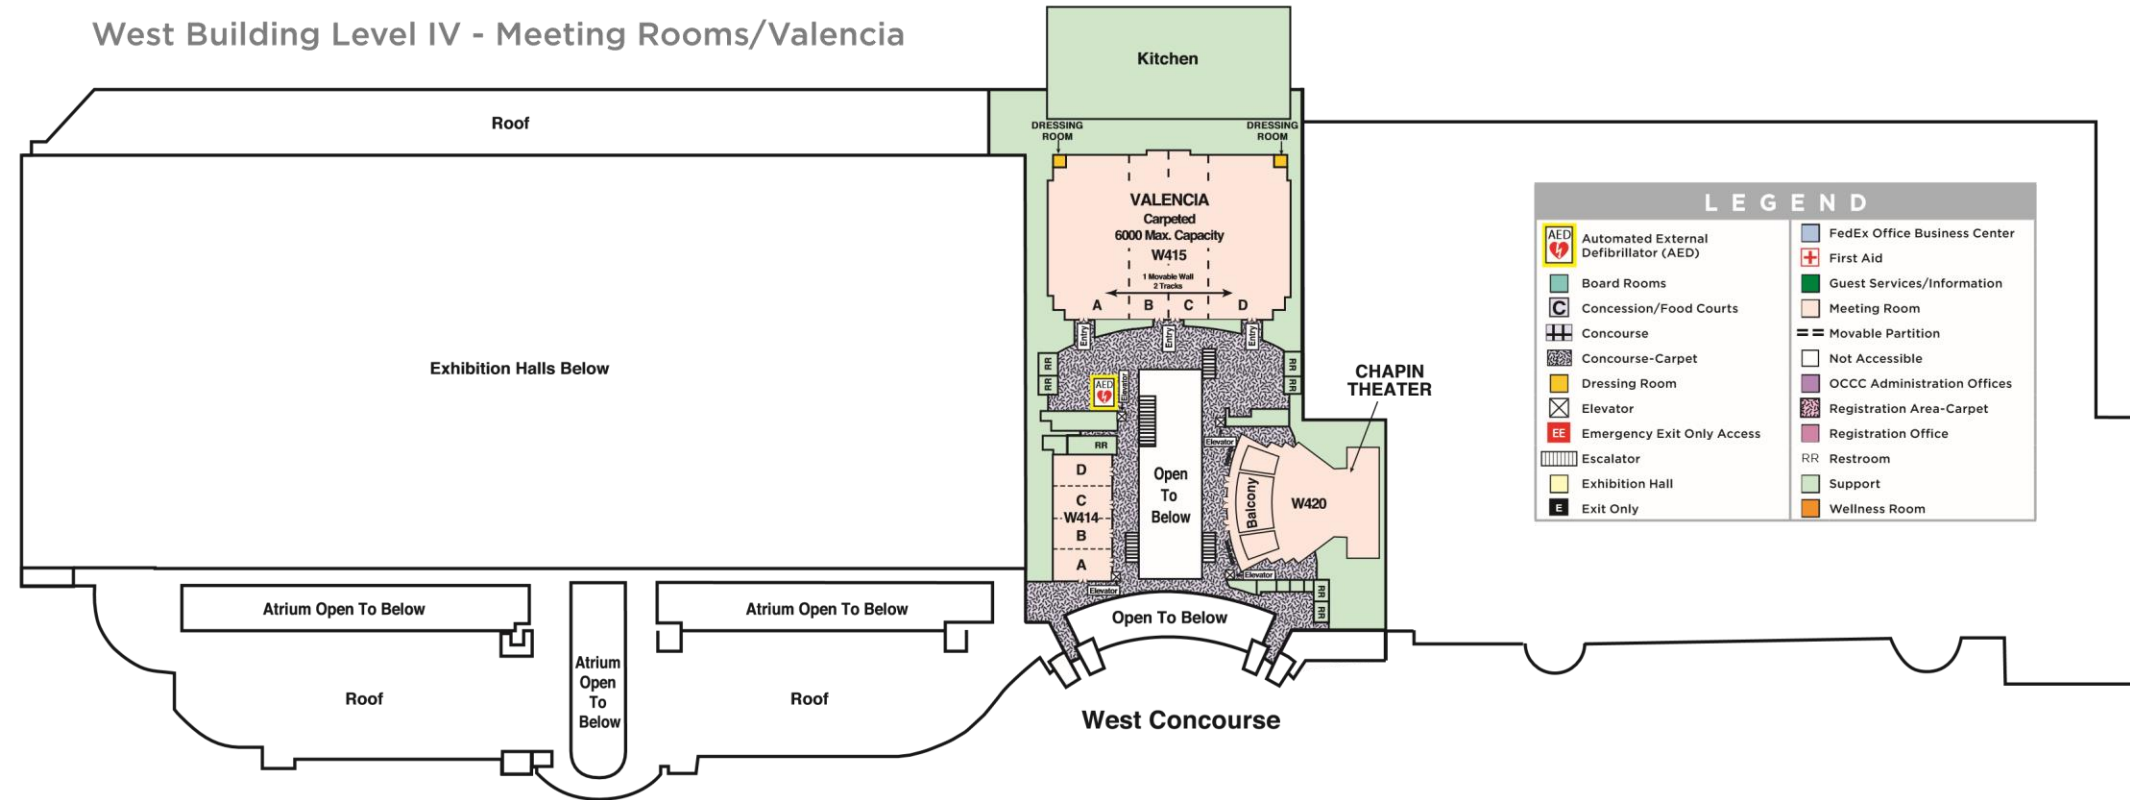 West Building Level IV - Meeting Rooms/Valencia
Kitchen
Roof
DRESSING
ROOM
DRESSING
ROOM
VALENCIA
Carpeted
6000 Max. Capacity
W415
1 Movable Wall
2 Tracks
A
B
C
D
Entry
Entry
Entry
RR
RR
RR
RR
AED
Elevator
Exhibition Halls Below
CHAPIN
THEATER
RR
Elevator
D
C
W414
B
A
Open
To
Below
Balcony
W420
Elevator
Elevator
RR
RR
Open To Below
Atrium Open To Below
Atrium Open To Below
Atrium
Open
To
Below
Roof
Roof
West Concourse
LEGEND
AED
Automated External
Defibrillator (AED)
Board Rooms
C
Concession/Food Courts
Concourse
Concourse-Carpet
Dressing Room
Elevator
EE
Emergency Exit Only Access
Escalator
Exhibition Hall
E
Exit Only
FedEx Office Business Center
First Aid
Guest Services/Information
Meeting Room
Movable Partition
Not Accessible
OCCC Administration Offices
Registration Area-Carpet
Registration Office
RR
Restroom
Support
Wellness Room